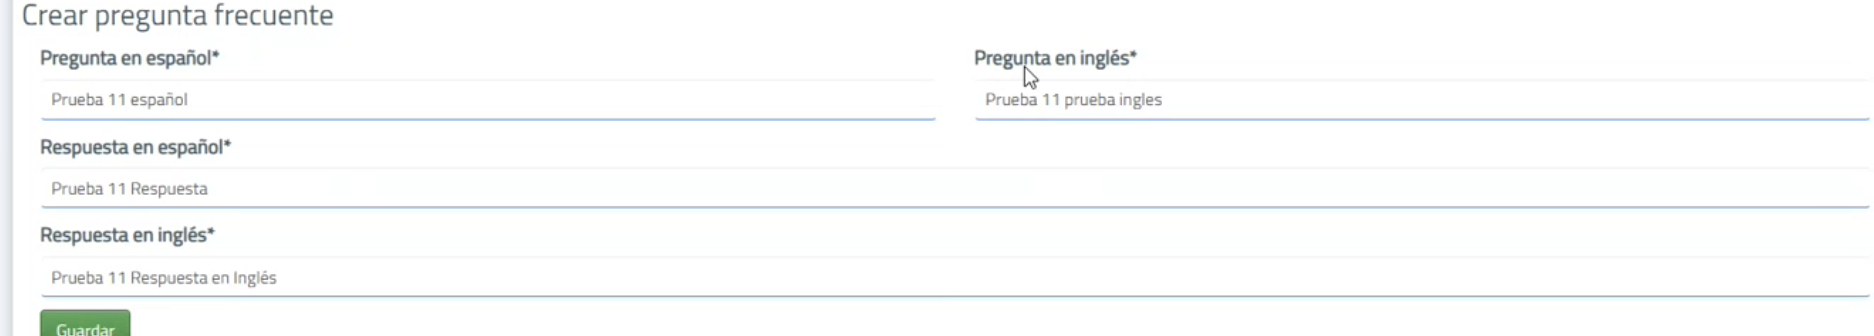 Crear pregunta frecuente
Pregunta en español* Pregunta en inglés*
Prueba 11 español Prueba 11 prueba ingles
Respuesta en español*
Prueba 11 Respuesta
Respuesta en inglés*
Prueba 11 Respuesta en Inglés
Guardar